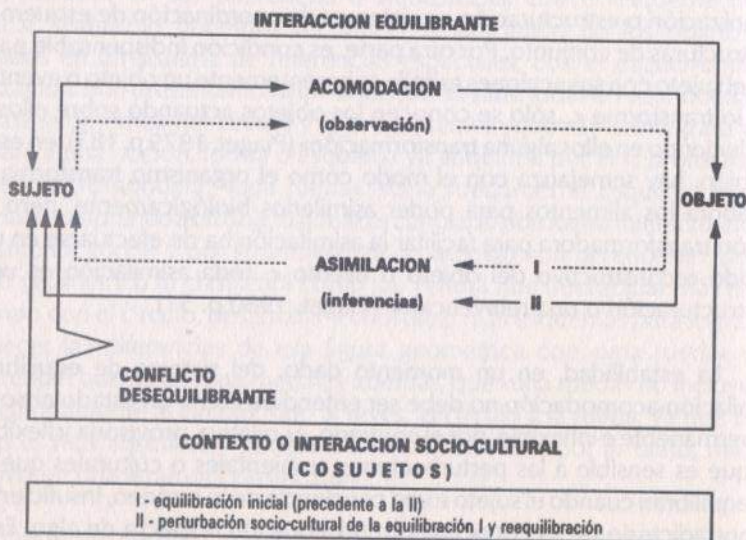 INTERACCION EQUILIBRANTE
ACOMODACION
(observación)
SUJETO
OBJETO
ASIMILACION
I
(inferencias)
II
CONFLICTO
DESEQUILIBRANTE
CONTEXTO O INTERACCION SOCIO-CULTURAL
(COSUJETOS)
I - equilibración inicial (precedente a la II)
II - perturbación socio-cultural de la equilibración I y reequilibración